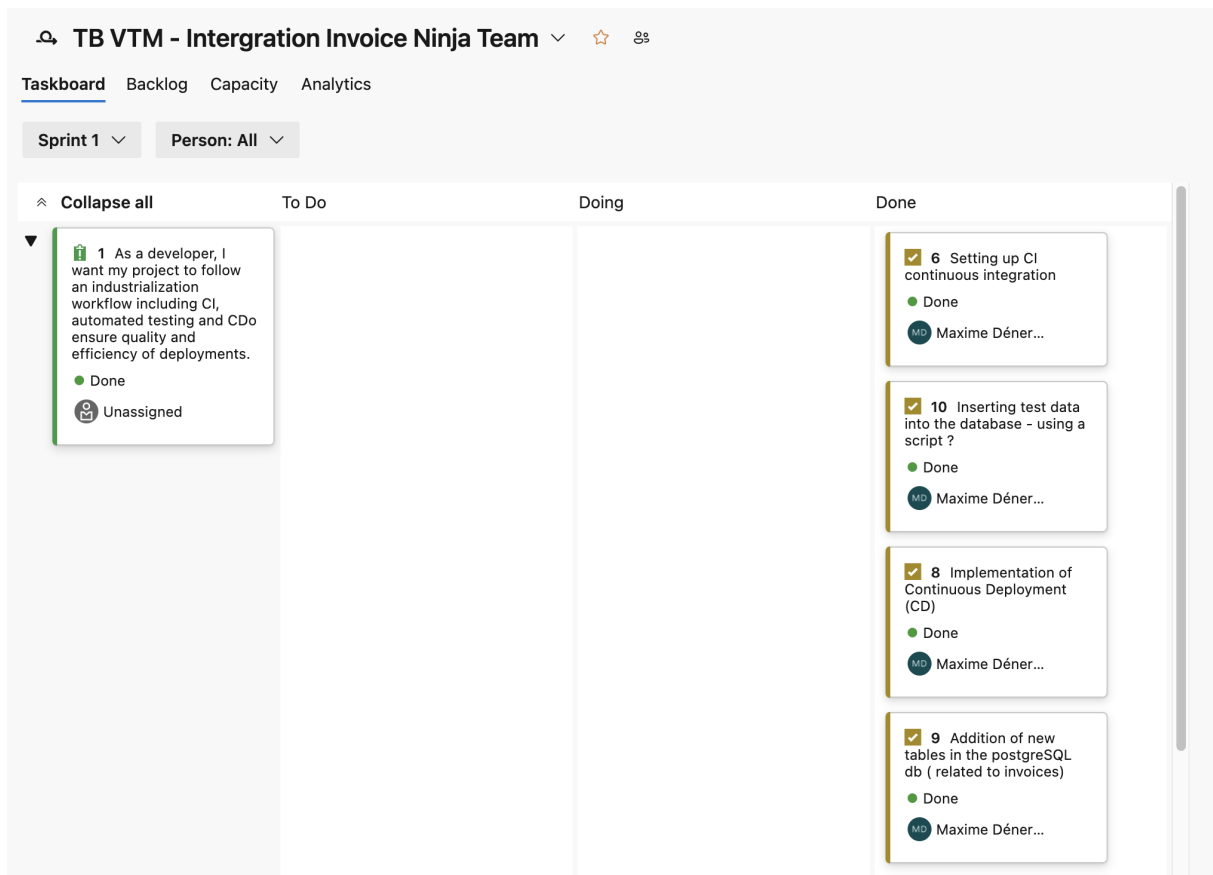 TB VTM - Intergration Invoice Ninja Team
Taskboard Backlog Capacity Analytics
Sprint 1 Person: All
Collapse all To Do Doing Done
1 As a developer, I
want my project to follow
an industrialization
workflow including CI,
automated testing and CDo
ensure quality and
efficiency of deployments.
Done
Unassigned
6 Setting up CI
continuous integration
Done
MD Maxime Déner...
10 Inserting test data
into the database - using a
script ?
Done
MD Maxime Déner...
8 Implementation of
Continuous Deployment
(CD)
Done
MD Maxime Déner...
9 Addition of new
tables in the postgreSQL
db ( related to invoices)
Done
MD Maxime Déner...